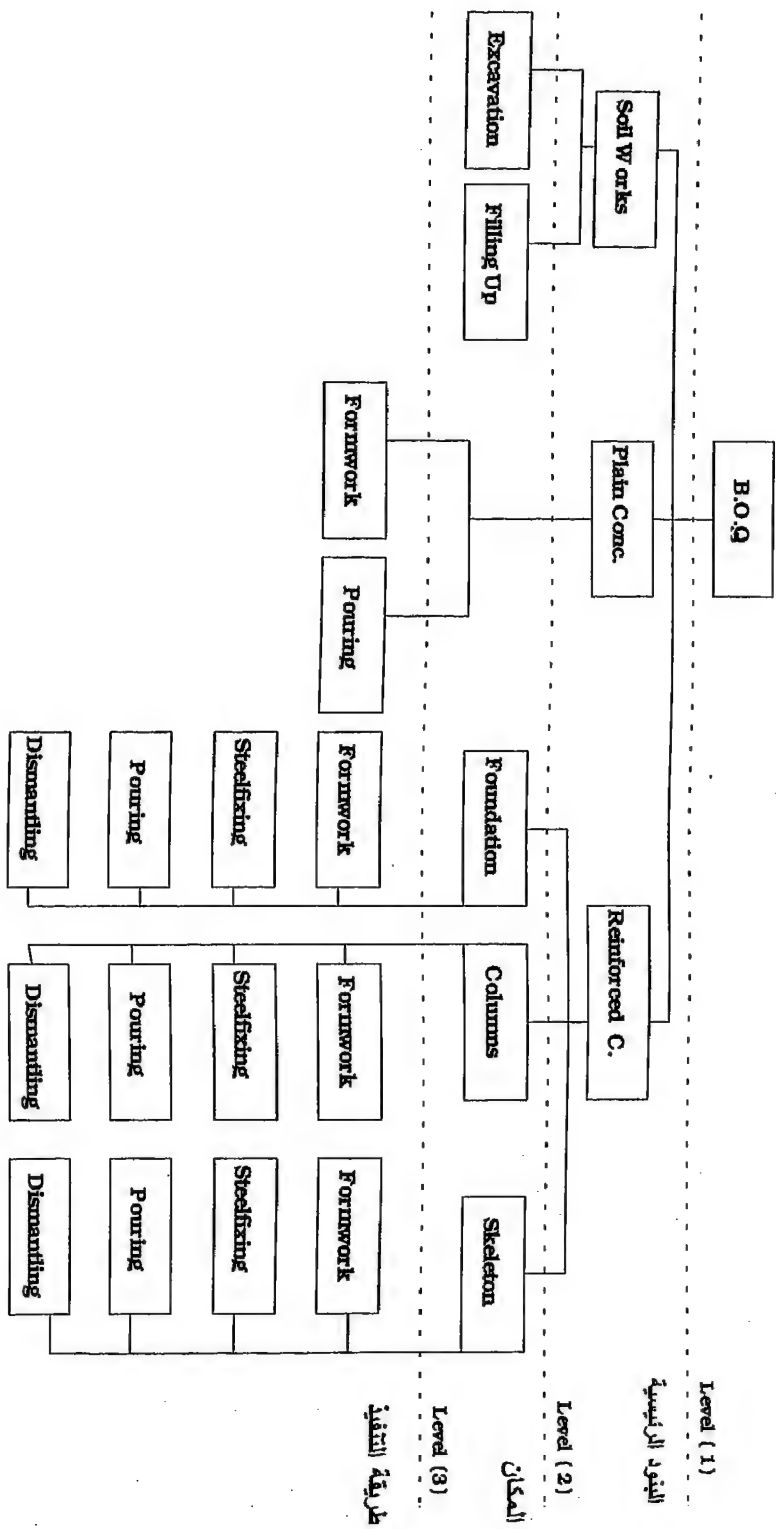 B.O.Q
Level (1)
البنود الرئيسية
Soil Works
Plain Conc.
Reinforced C.
Level (2)
المكان
Excavation
Filling Up
Foundation
Columns
Skeleton
Level (3)
طريقة التنفيذ
Formwork
Pouring
Formwork
Formwork
Formwork
Steelfixing
Steelfixing
Steelfixing
Pouring
Pouring
Pouring
Dismantling
Dismantling
Dismantling